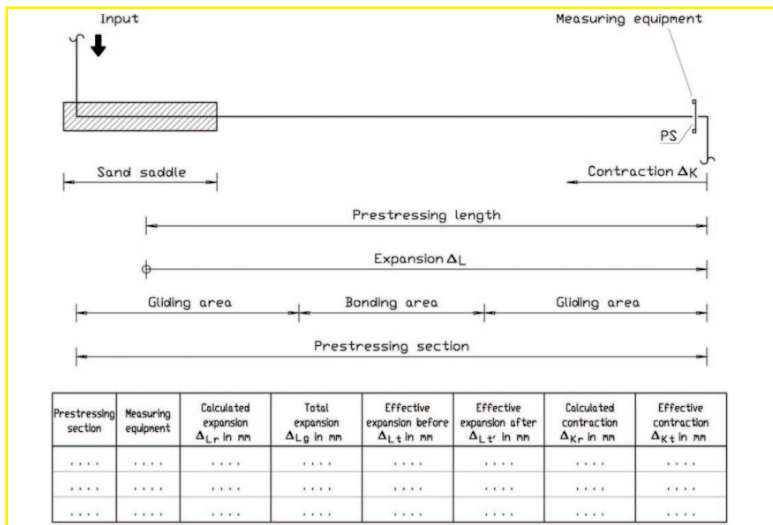 Input
Measuring equipment
PS
Sand saddle
Contraction ΔK
Prestressing length
Expansion ΔL
Gliding area
Bonding area
Gliding area
Prestressing section
Prestressing section
Measuring equipment
Calculated expansion ΔLr in mm
Total expansion ΔLg in mm
Effective expansion before ΔLt in mm
Effective expansion after ΔLt' in mm
Calculated contraction ΔKr in mm
Effective contraction ΔKt in mm
.... .... .... .... .... .... .... ....
.... .... .... .... .... .... .... ....
.... .... .... .... .... .... .... ....